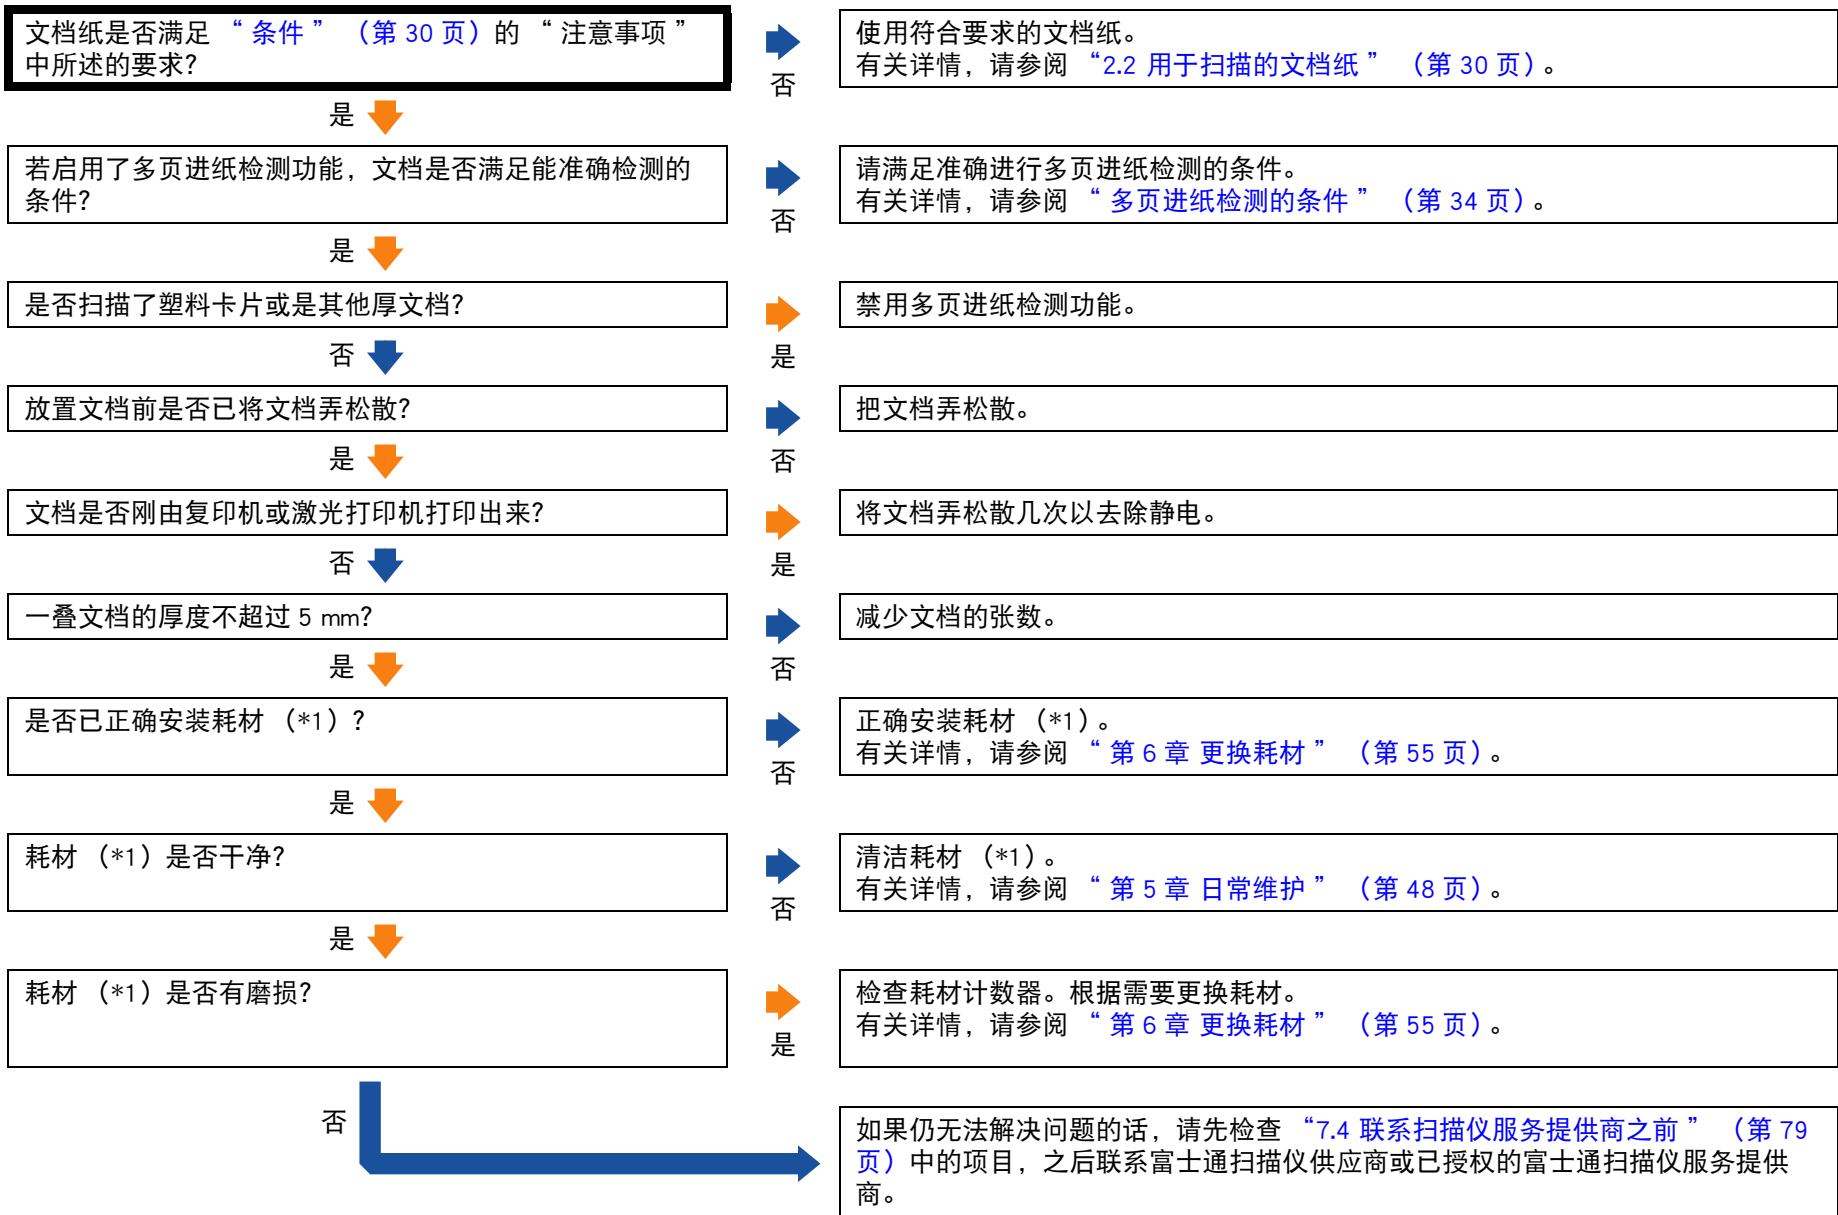 文档纸是否满足 “ 条件 ” （第 30 页）的 “ 注意事项 ”
中所述的要求？
否
使用符合要求的文档纸。
有关详情，请参阅 “2.2 用于扫描的文档纸 ” （第 30 页）。
是
若启用了多页进纸检测功能，文档是否满足能准确检测的
条件？
否
请满足准确进行多页进纸检测的条件。
有关详情，请参阅 “ 多页进纸检测的条件 ” （第 34 页）。
是
是否扫描了塑料卡片或是其他厚文档？
是
禁用多页进纸检测功能。
否
放置文档前是否已将文档弄松散？
否
把文档弄松散。
是
文档是否刚由复印机或激光打印机打印出来？
是
将文档弄松散几次以去除静电。
否
一叠文档的厚度不超过 5 mm？
否
减少文档的张数。
是
是否已正确安装耗材 （*1）？
否
正确安装耗材 （*1）。
有关详情，请参阅 “ 第 6 章 更换耗材 ” （第 55 页）。
是
耗材 （*1）是否干净？
否
清洁耗材 （*1）。
有关详情，请参阅 “ 第 5 章 日常维护 ” （第 48 页）。
是
耗材 （*1）是否有磨损？
是
检查耗材计数器。根据需要更换耗材。
有关详情，请参阅 “ 第 6 章 更换耗材 ” （第 55 页）。
否
如果仍无法解决问题的话，请先检查 “7.4 联系扫描仪服务提供商之前 ” （第 79
页）中的项目，之后联系富士通扫描仪供应商或已授权的富士通扫描仪服务提供
商。